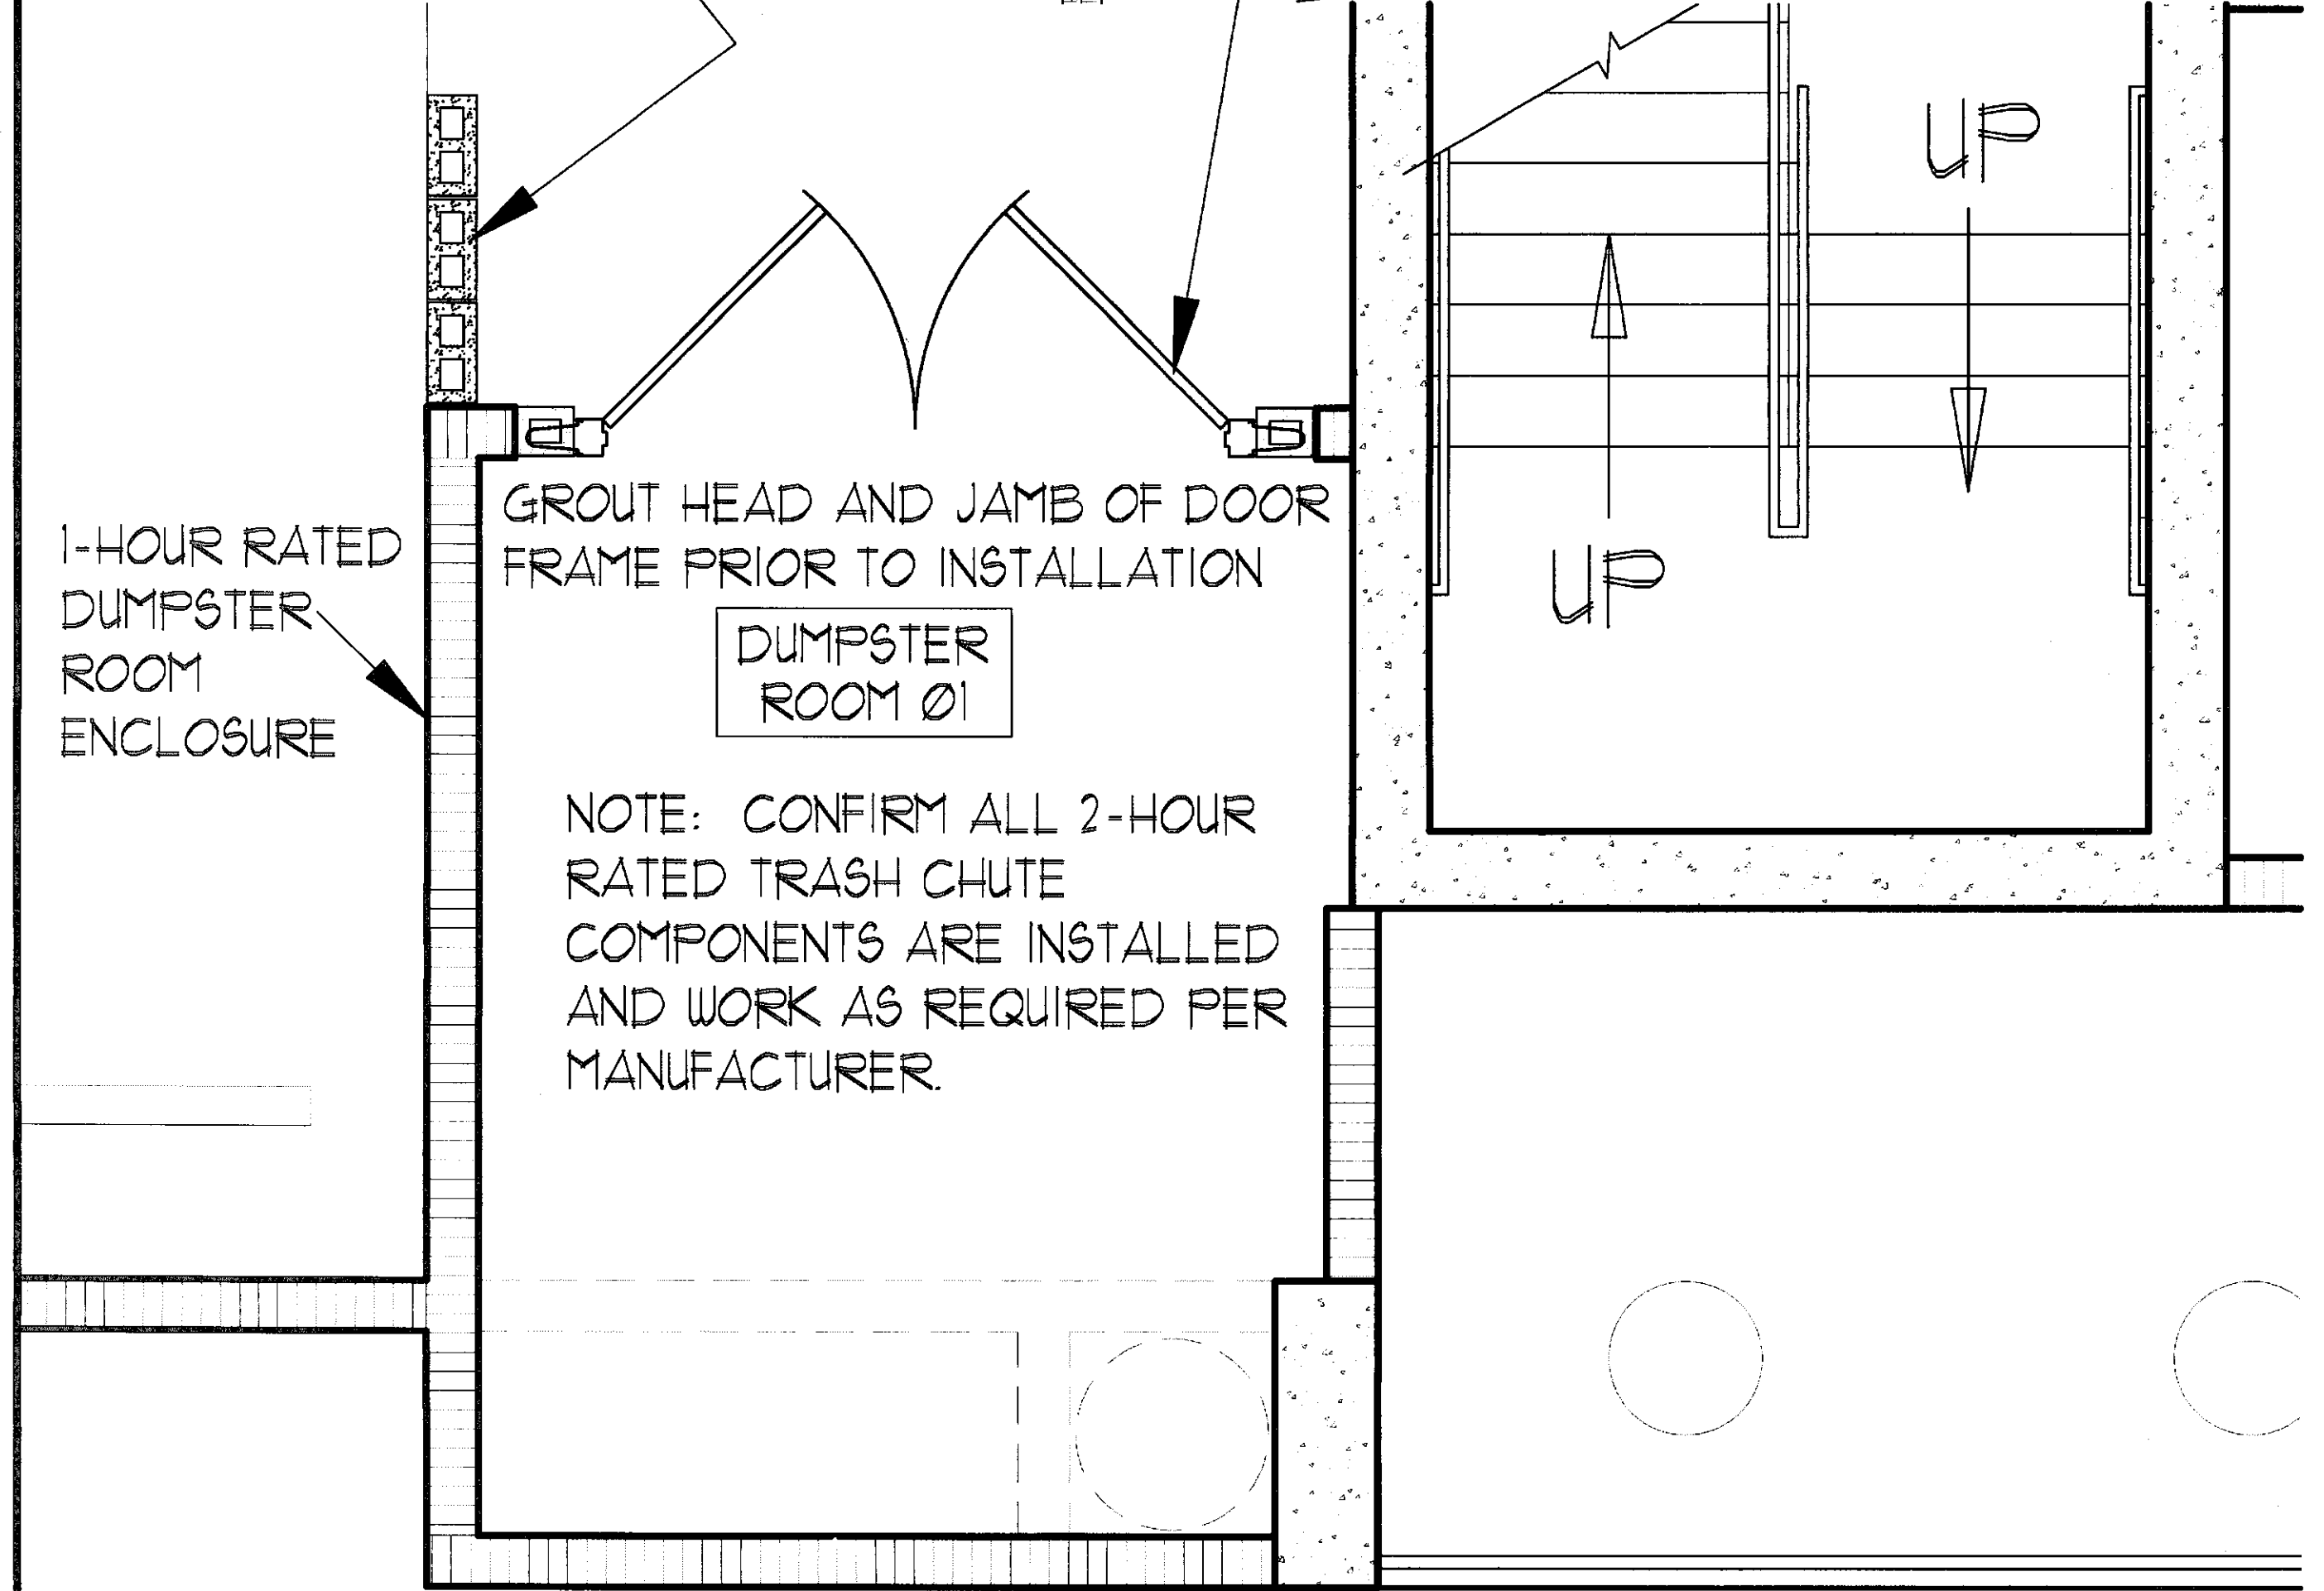 UP
GROUT HEAD AND JAMB OF DOOR
FRAME PRIOR TO INSTALLATION
1-HOUR RATED
DUMPSTER
ROOM
ENCLOSURE
UP
DUMPSTER
ROOM Ø1
NOTE: CONFIRM ALL 2-HOUR
RATED TRASH CHUTE
COMPONENTS ARE INSTALLED
AND WORK AS REQUIRED PER
MANUFACTURER.